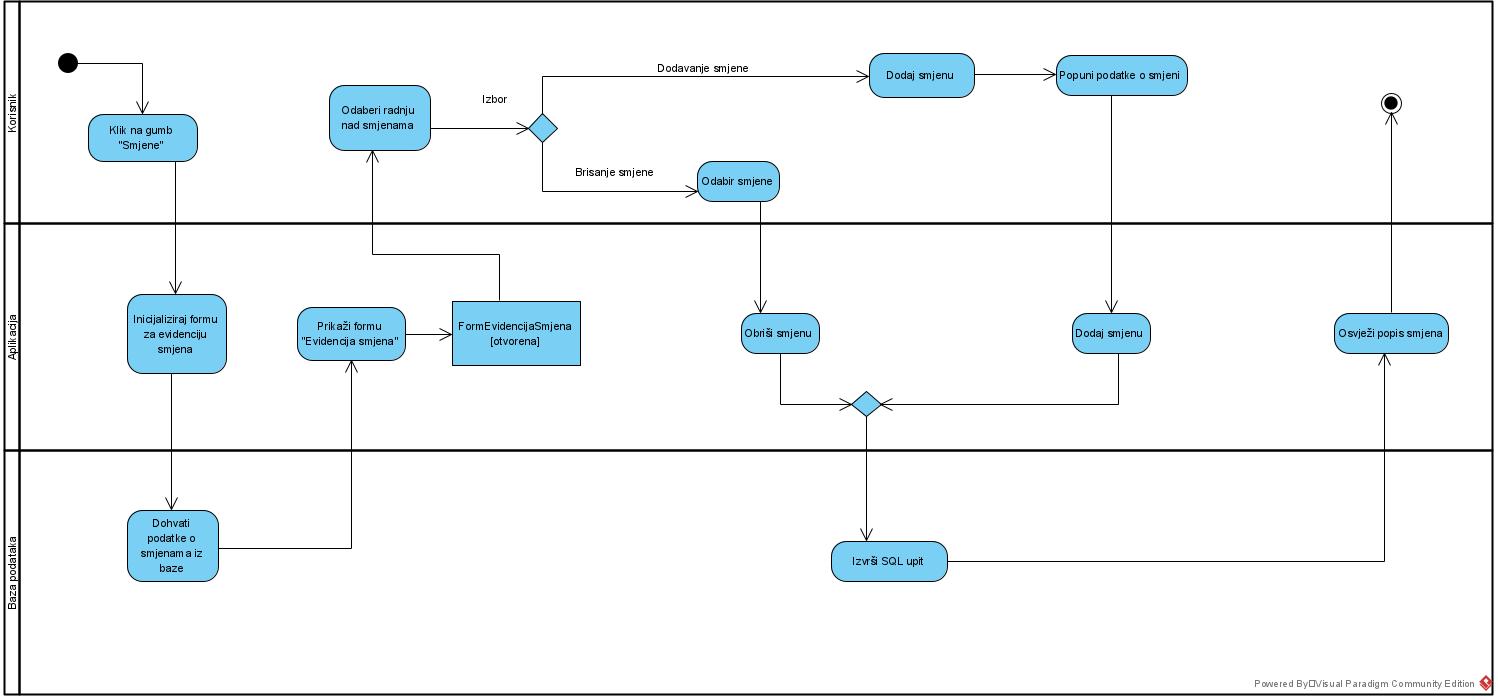 Korisnik
Klik na gumb
"Smjene"
Odaberi radnju
nad smjenama
Izbor
Dodavanje smjene
Brisanje smjene
Dodaj smjenu
Popuni podatke o smjeni
Odabir smjene
Aplikacija
Inicijaliziraj formu
za evidenciju
smjena
Prikaži formu
"Evidencija smjena"
FormEvidencijaSmjena
[otvorena]
Obriši smjenu
Dodaj smjenu
Osvježi popis smjena
Baza podataka
Dohvati
podatke o
smjenama iz
baze
Izvrši SQL upit
Powered By Visual Paradigm Community Edition